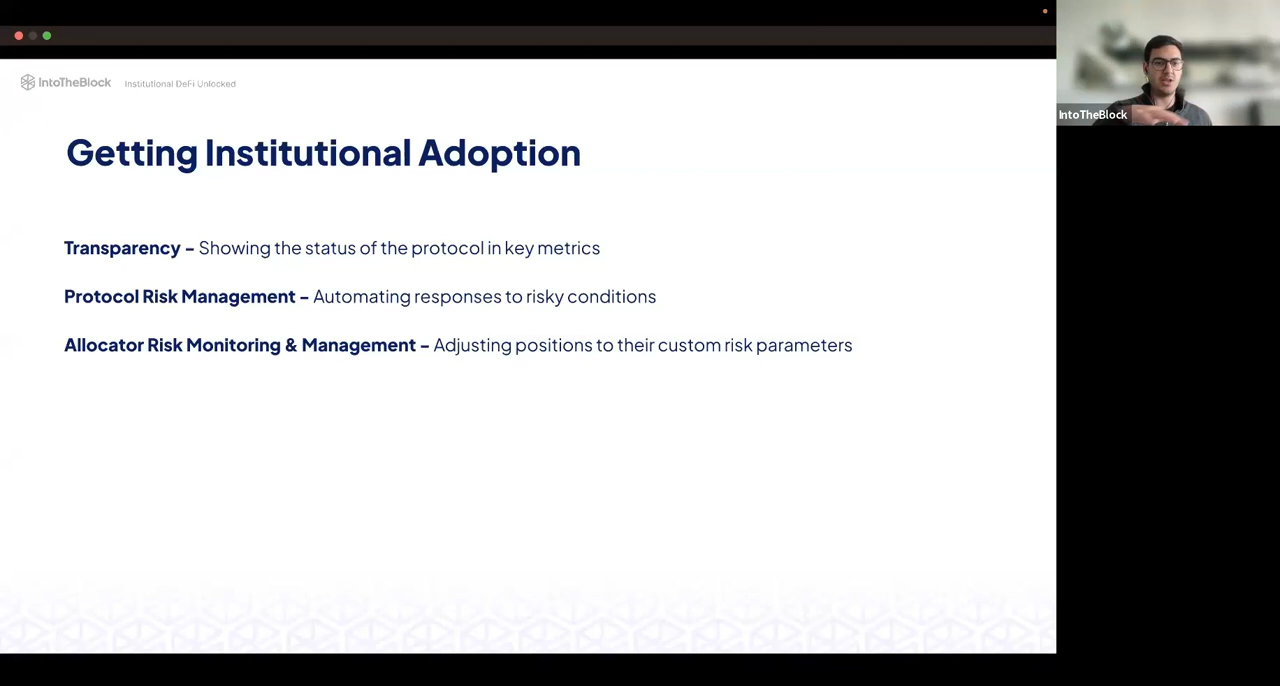 IntoTheBlock Institutional DeFi Unlocked
IntoTheBlock
Getting Institutional Adoption
Transparency – Showing the status of the protocol in key metrics
Protocol Risk Management – Automating responses to risky conditions
Allocator Risk Monitoring & Management – Adjusting positions to their custom risk parameters